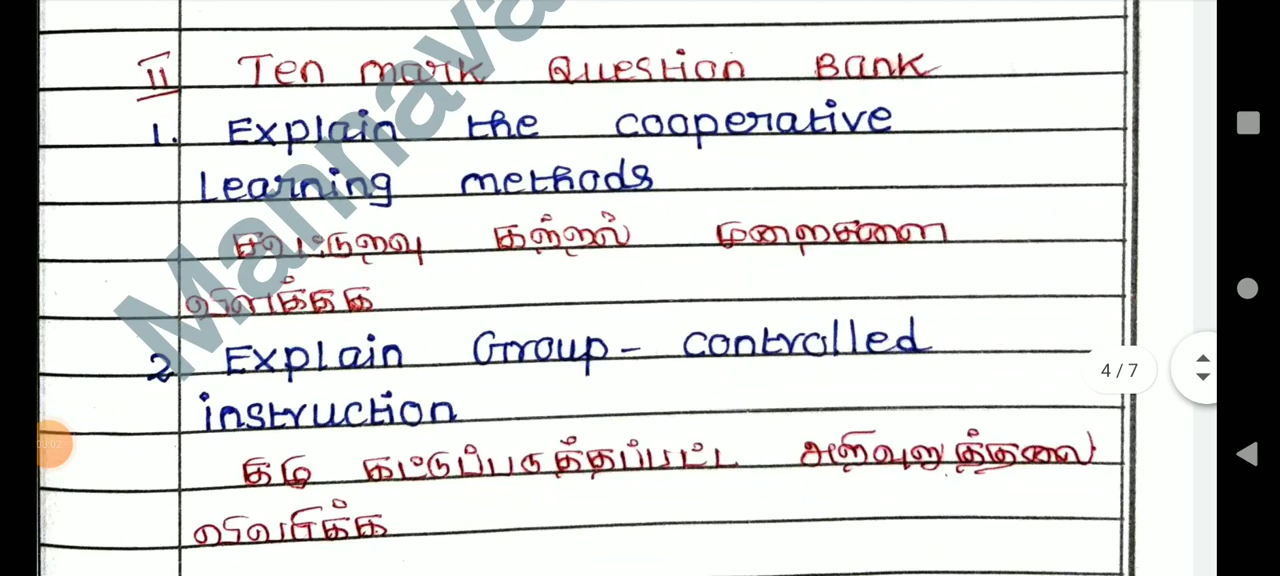 II Ten mark Question Bank
1. Explain the cooperative
Learning methods
கூட்டுறவு கற்றல் முறைகளை
விளக்குக
2. Explain Group - controlled
instruction
குழு கட்டுப்படுத்தப்பட்ட அறிவுறுத்தலை
விவரிக்க
4 / 7
Mannava